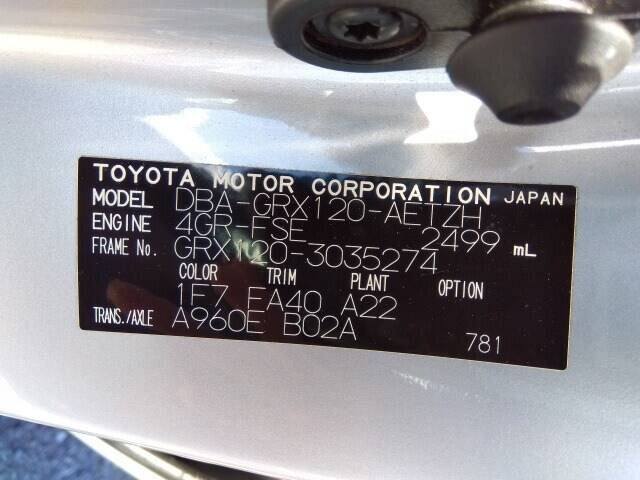 TOYOTA MOTOR CORPORATION JAPAN
MODEL DBA-GRX120-AETZH
ENGINE 4GR-FSE 2499 mL
FRAME No. GRX120-3035274
COLOR TRIM PLANT OPTION
1F7 FA40 A22
TRANS./AXLE A960E B02A
781